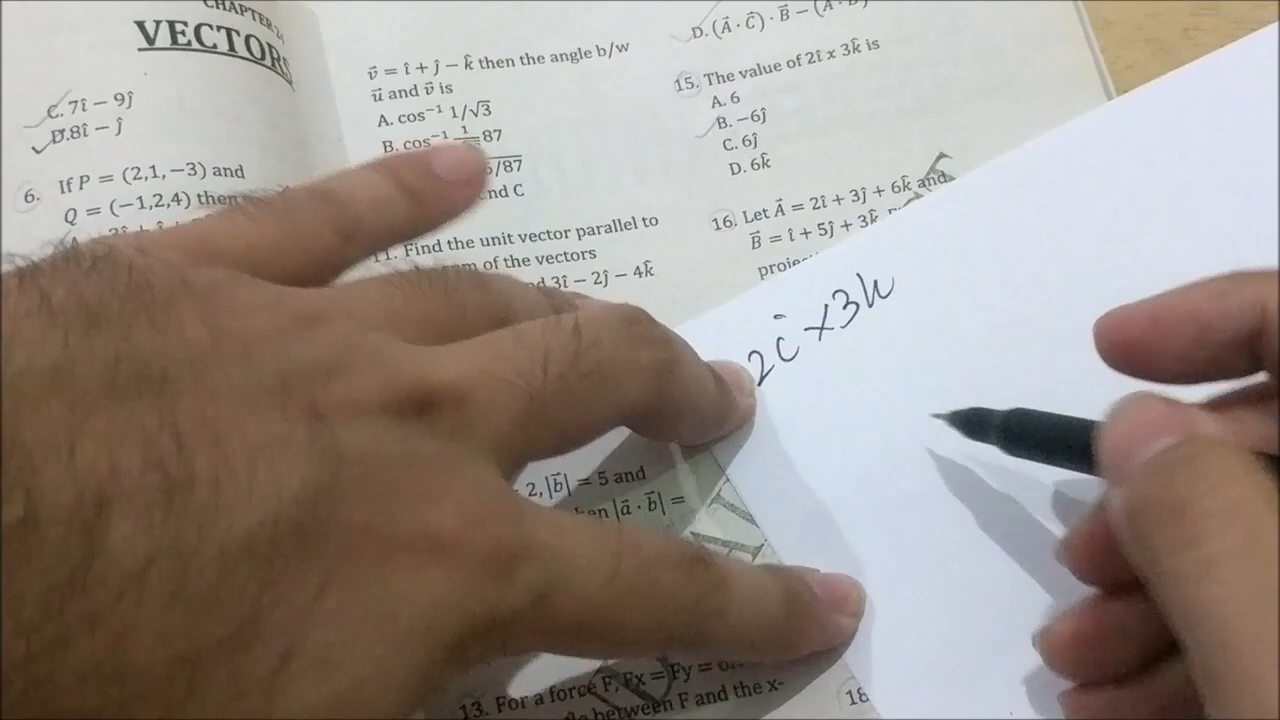 CHAPTER
VECTORS
C. 7î − 9ĵ
D. 8î − ĵ
6. If P = (2,1,−3) and
Q = (−1,2,4) then
v⃗ = î + ĵ − k̂ then the angle b/w
u⃗ and v⃗ is
A. cos⁻¹ 1/√3
B. cos⁻¹ 87
/87
and C
11. Find the unit vector parallel to
of the vectors
3î − 2ĵ − 4k̂
2, |b⃗| = 5 and
|a⃗ · b⃗| =
13. For a force F, Fx = Fy =
between F and the x-
D. (A⃗ · C⃗) · B⃗ − (A⃗ ·
15. The value of 2î x 3k̂ is
A. 6
B. −6ĵ
C. 6ĵ
D. 6k̂
16. Let A⃗ = 2î + 3ĵ + 6k̂ and
B⃗ = î + 5ĵ + 3k̂
18
2î × 3k